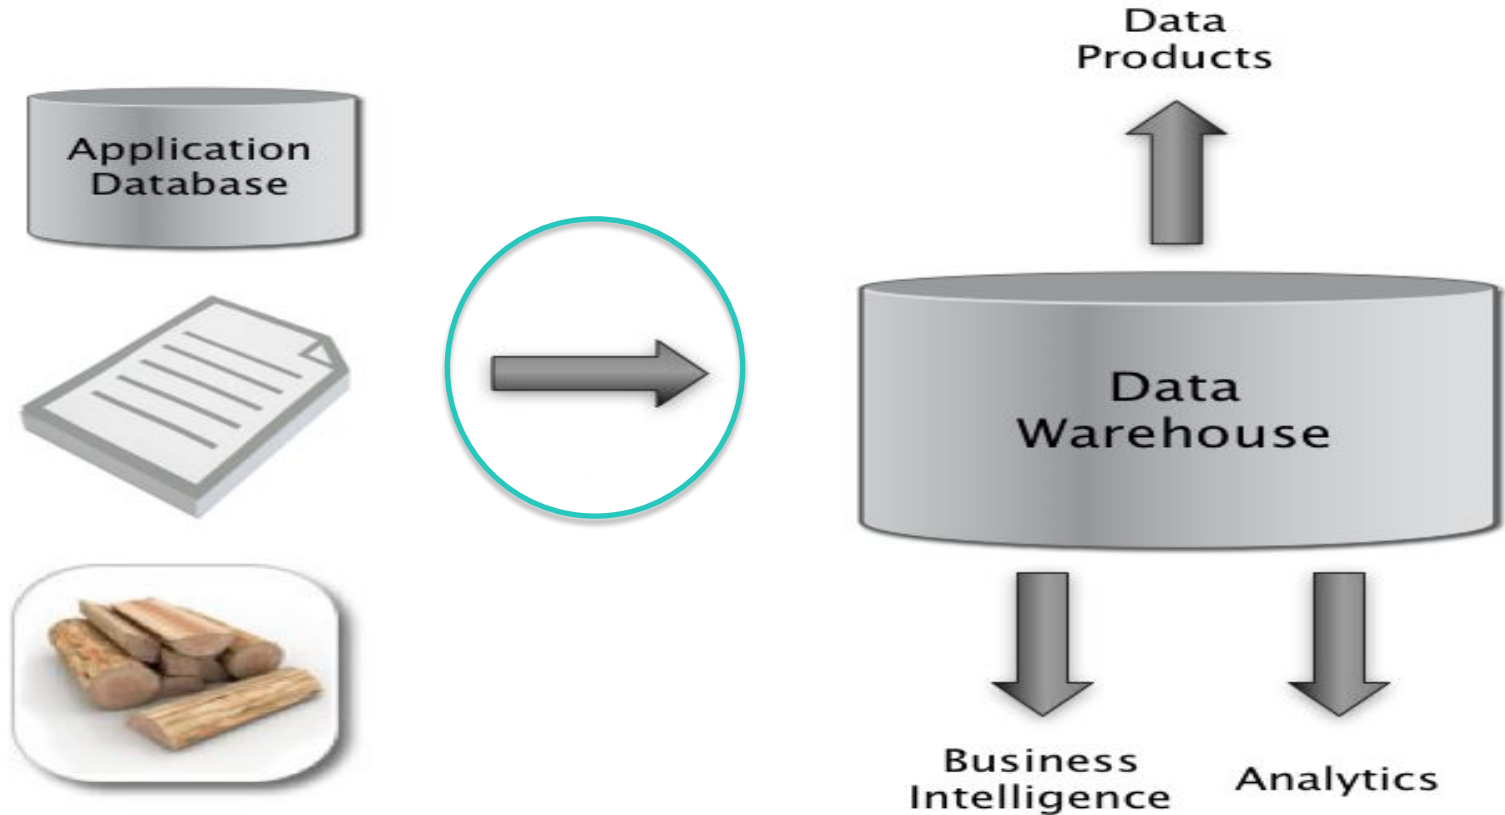 Data
Products
Application
Database
Data
Warehouse
Business
Intelligence
Analytics